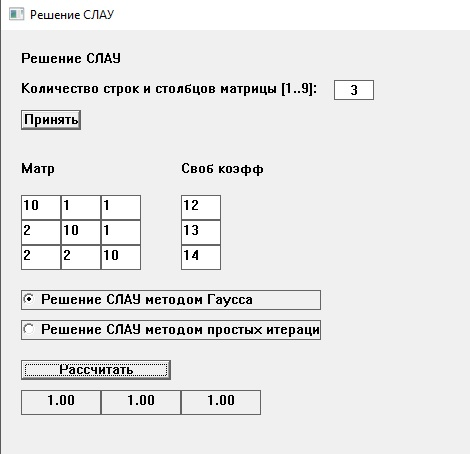 Решение СЛАУ
Решение СЛАУ
Количество строк и столбцов матрицы [1..9]: 3
Принять
Матр Своб коэфф
10 1 1 12
2 10 1 13
2 2 10 14
Решение СЛАУ методом Гаусса
Решение СЛАУ методом простых итераци
Рассчитать
1.00 1.00 1.00